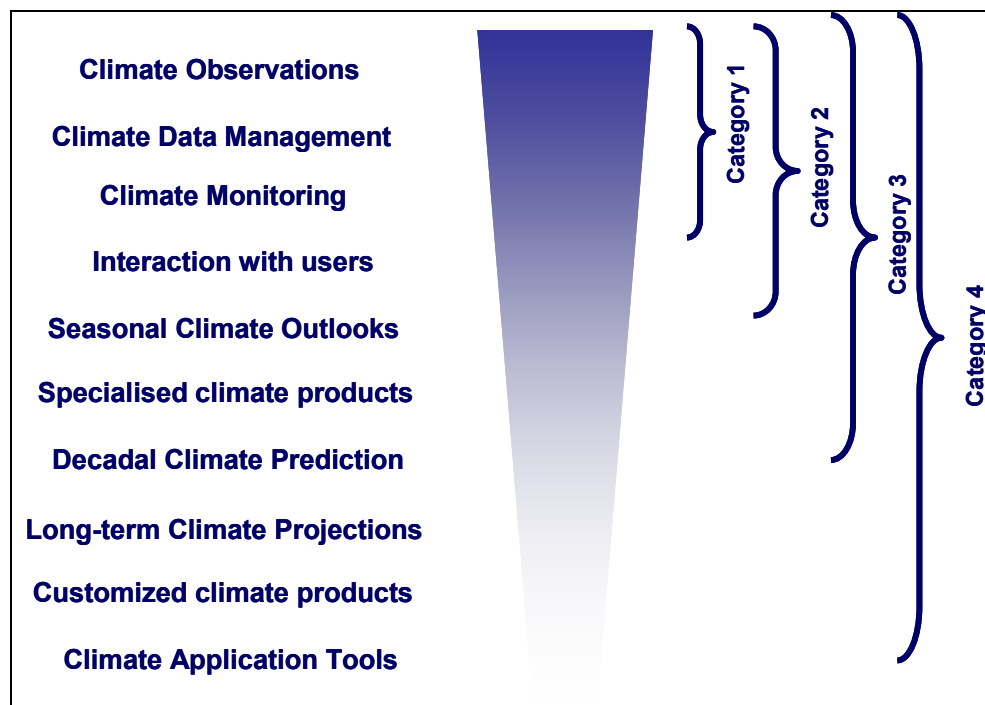 Climate Observations
Climate Data Management
Climate Monitoring
Interaction with users
Seasonal Climate Outlooks
Specialised climate products
Decadal Climate Prediction
Long-term Climate Projections
Customized climate products
Climate Application Tools
Category 1
Category 2
Category 3
Category 4